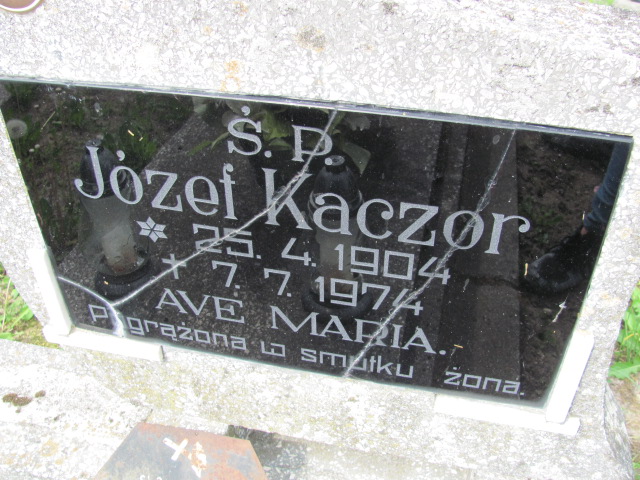 Ś.P.
Józef Kaczor
* 25. 4. 1904
+ 7. 7. 1974
AVE MARIA.
Pogrążona w smutku żona.